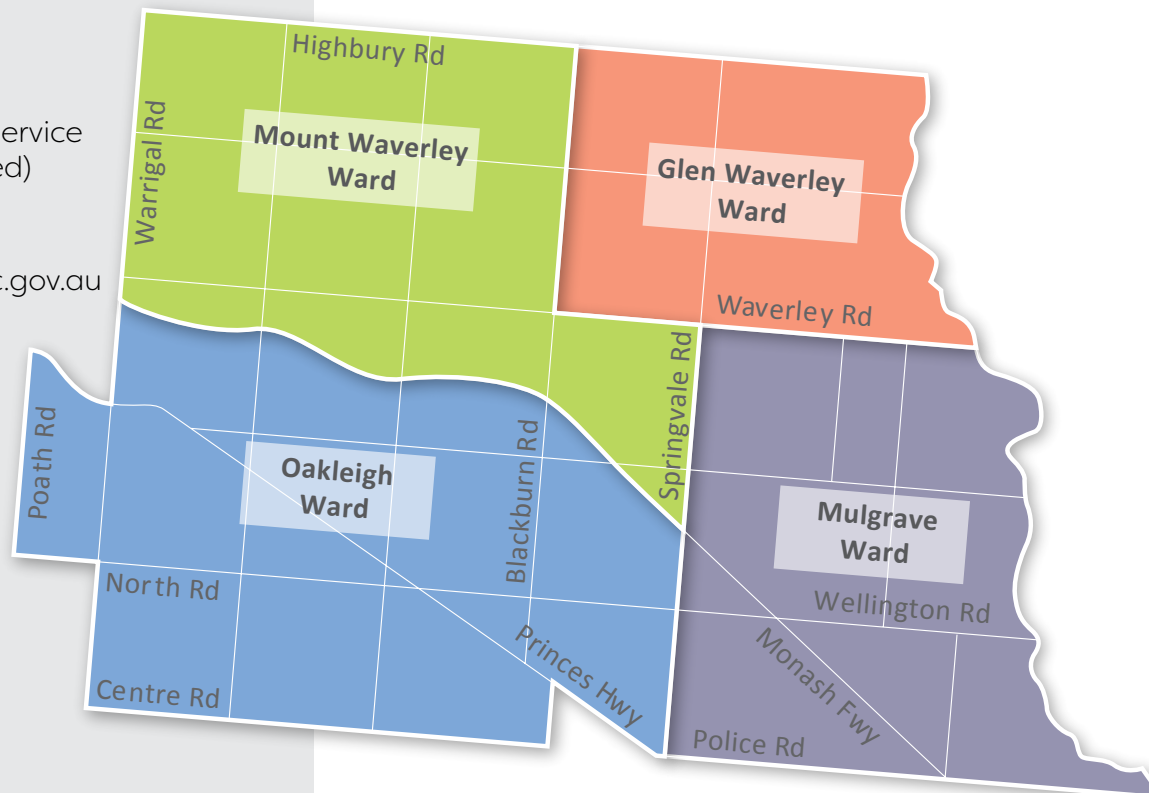 ervice
ed)
c.gov.au
Highbury Rd
Warrigal Rd
Mount Waverley
Ward
Glen Waverley
Ward
Waverley Rd
Springvale Rd
Poath Rd
Oakleigh
Ward
Blackburn Rd
Mulgrave
Ward
North Rd
Wellington Rd
Princes Hwy
Monash Fwy
Centre Rd
Police Rd